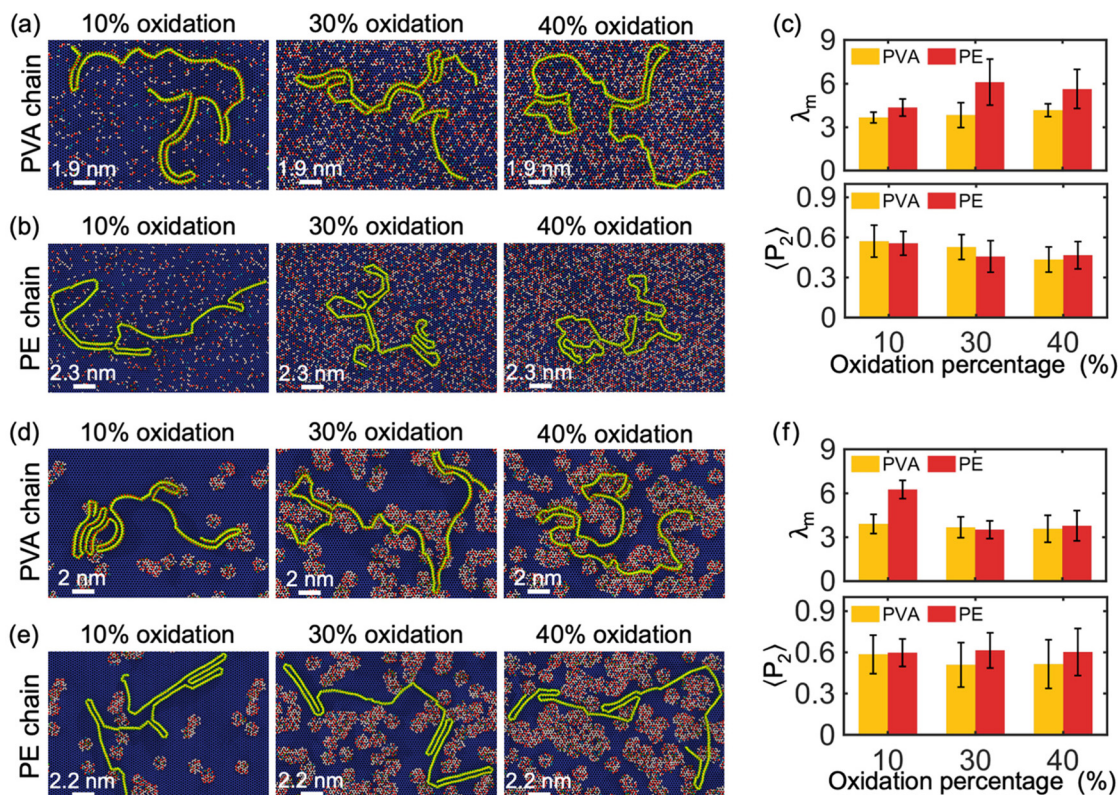 (a) 10% oxidation 30% oxidation 40% oxidation
PVA chain
1.9 nm 1.9 nm 1.9 nm
(b) 10% oxidation 30% oxidation 40% oxidation
PE chain
2.3 nm 2.3 nm 2.3 nm
(c)
9
6
3
0
λm
PVA PE
0.9
0.6
0.3
0
⟨P2⟩
PVA PE
10 30 40
Oxidation percentage (%)
(d) 10% oxidation 30% oxidation 40% oxidation
PVA chain
2 nm 2 nm 2 nm
(e) 10% oxidation 30% oxidation 40% oxidation
PE chain
2.2 nm 2.2 nm 2.2 nm
(f)
9
6
3
0
λm
PVA PE
0.9
0.6
0.3
0
⟨P2⟩
PVA PE
10 30 40
Oxidation percentage (%)